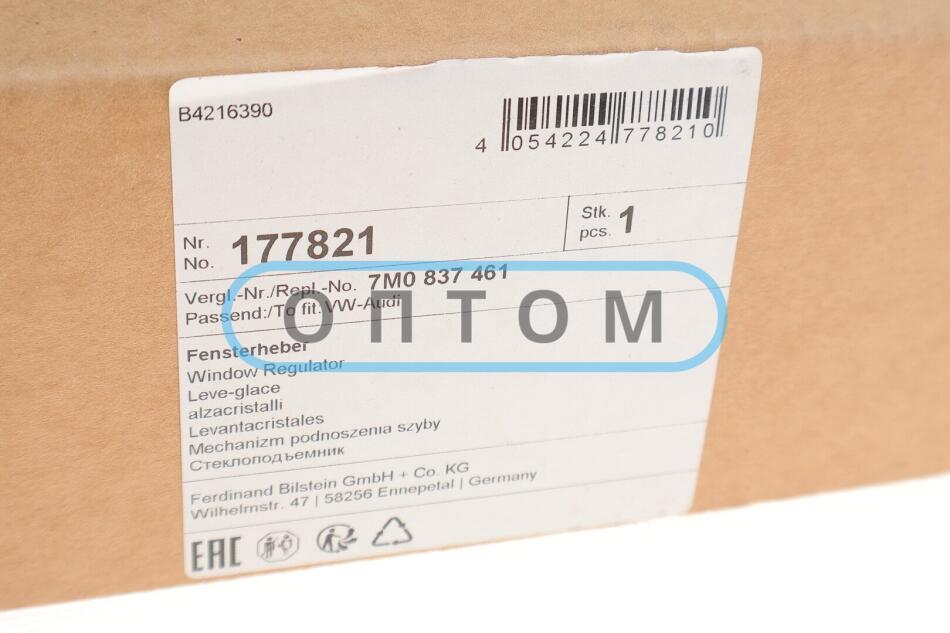 B4216390
4 054224 778210
Nr.
No. 177821
Stk.
pcs. 1
Vergl.-Nr./Repl.-No. 7M0 837 461
Passend:/To fit: VW-Audi
ОПТОМ
Fensterheber
Window Regulator
Leve-glace
alzacristalli
Levantacristales
Mechanizm podnoszenia szyby
Стеклоподъемник
Ferdinand Bilstein GmbH + Co. KG
Wilhelmstr. 47 | 58256 Ennepetal | Germany
EAC